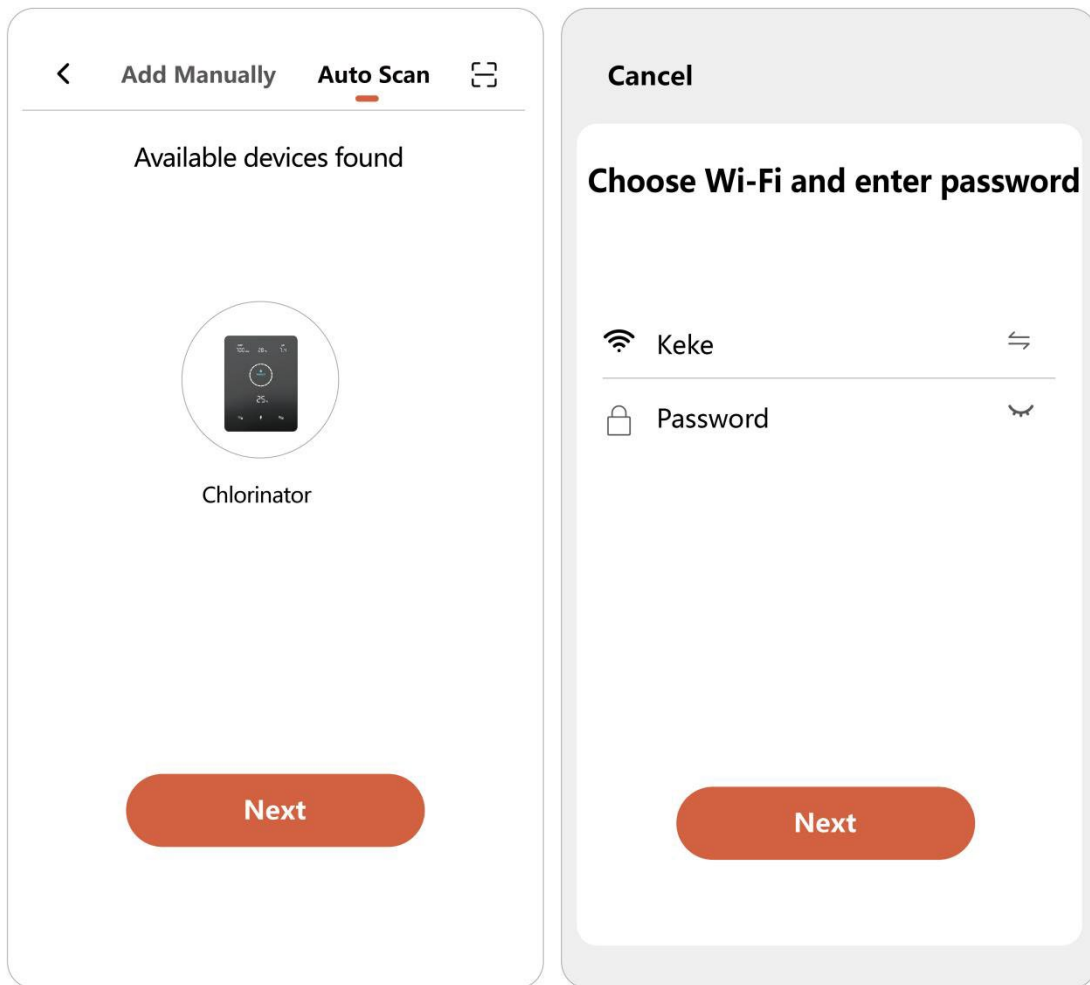 Add Manually Auto Scan
Available devices found
25
Chlorinator
Next
Cancel
Choose Wi-Fi and enter password
Keke
Password
Next